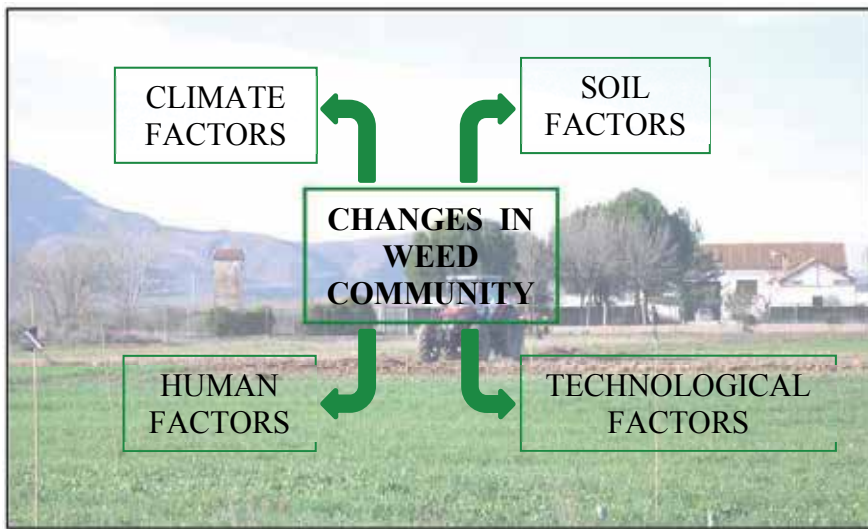 CLIMATE
FACTORS
SOIL
FACTORS
CHANGES IN
WEED
COMMUNITY
HUMAN
FACTORS
TECHNOLOGICAL
FACTORS